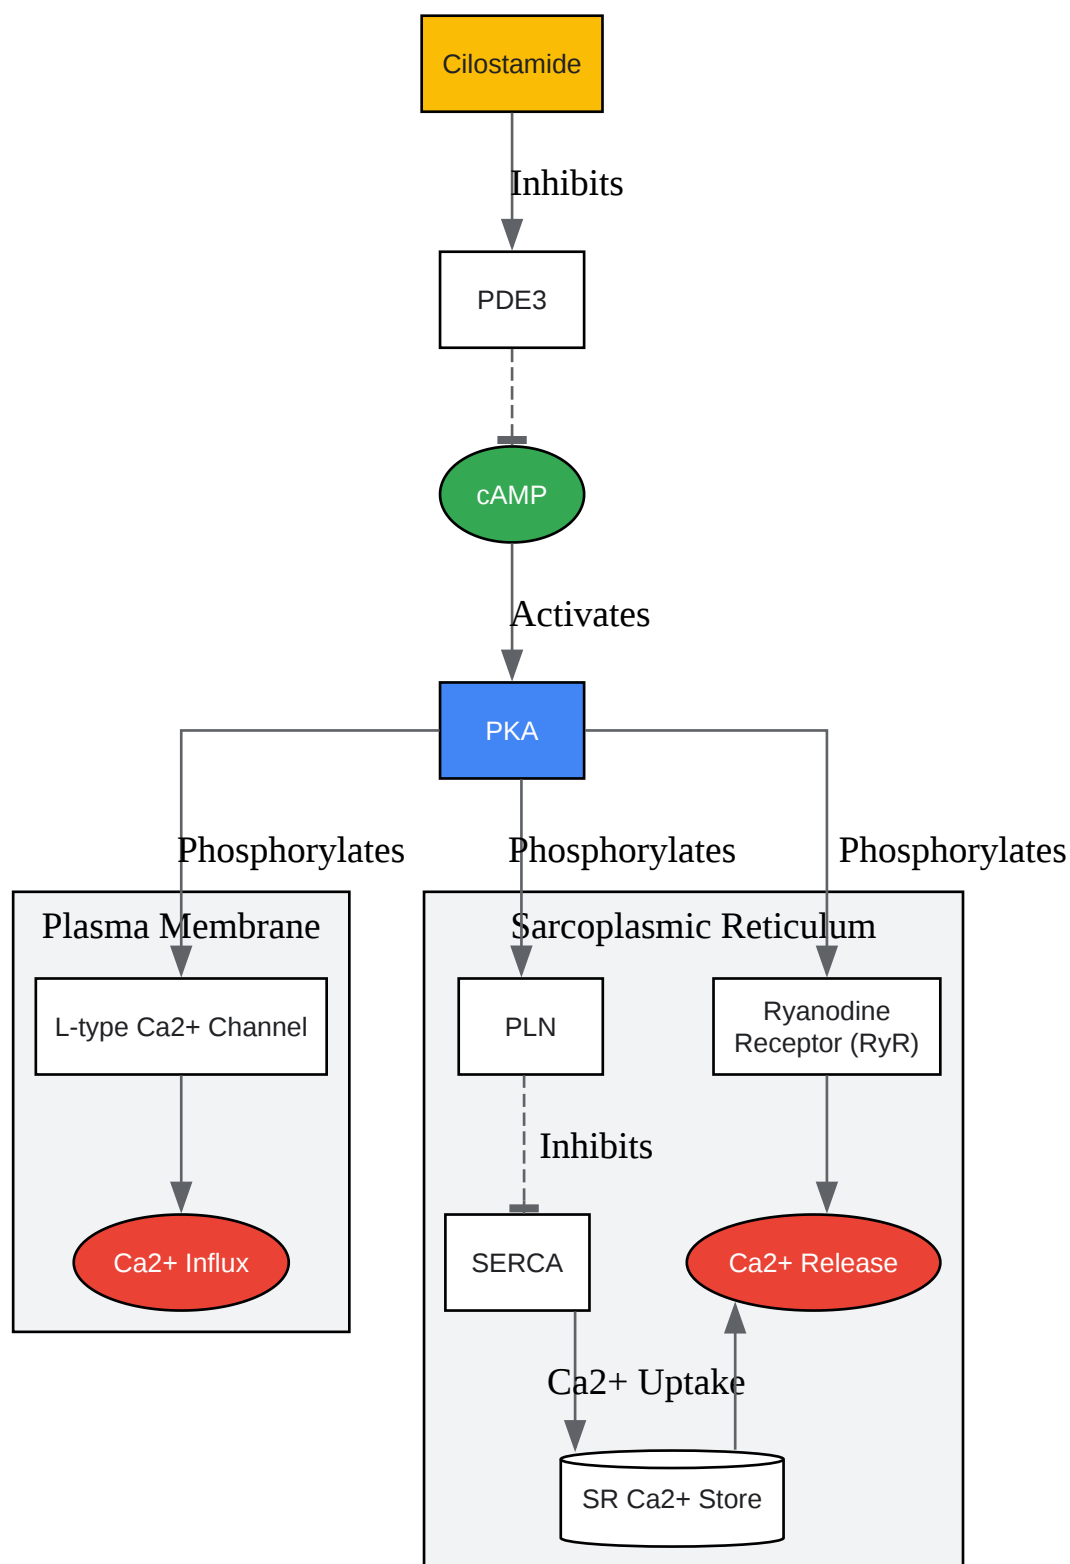 Cilostamide
Inhibits
PDE3
cAMP
Activates
PKA
Phosphorylates
Phosphorylates
Phosphorylates
Plasma Membrane
Sarcoplasmic Reticulum
L-type Ca2+ Channel
PLN
Ryanodine
Receptor (RyR)
Inhibits
Ca2+ Influx
SERCA
Ca2+ Release
Ca2+ Uptake
SR Ca2+ Store